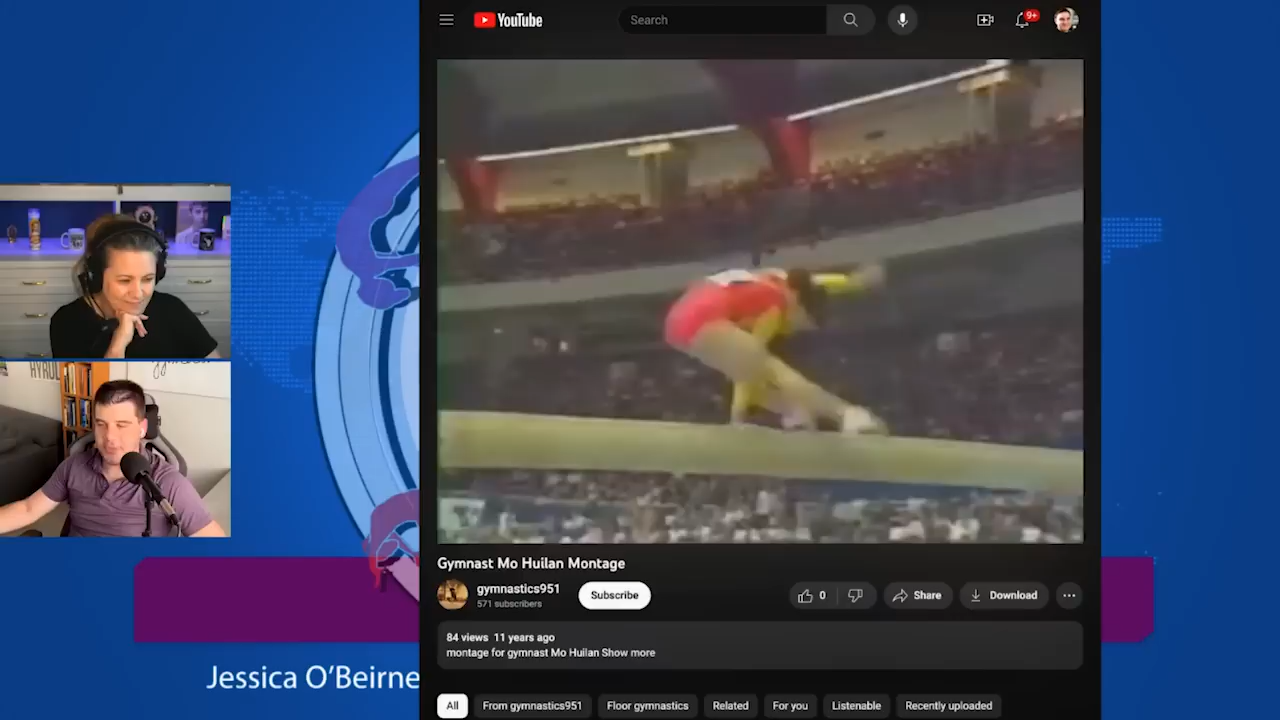 YouTube
Search
9+
HYRUL
Gymnast Mo Huilan Montage
gymnastics951
571 subscribers
Subscribe
0
Share
Download
84 views 11 years ago
montage for gymnast Mo Huilan Show more
Jessica O'Beirne
All
From gymnastics951
Floor gymnastics
Related
For you
Listenable
Recently uploaded